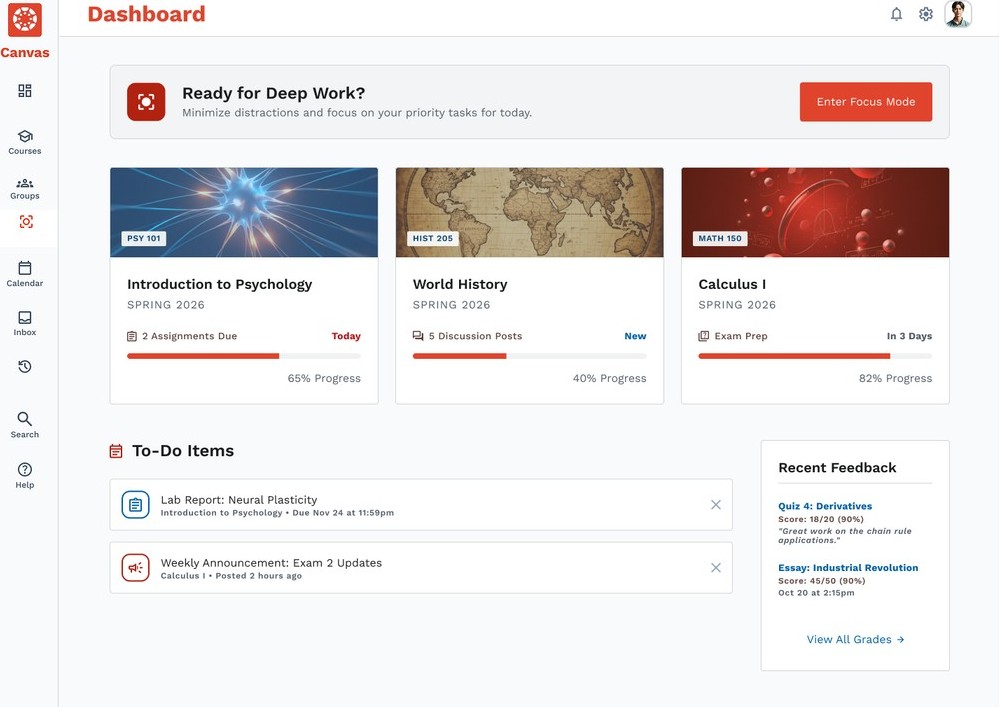 Canvas
Courses
Groups
Calendar
Inbox
Search
Help
Dashboard
Ready for Deep Work?
Minimize distractions and focus on your priority tasks for today.
Enter Focus Mode
PSY 101
Introduction to Psychology
SPRING 2026
2 Assignments Due Today
65% Progress
HIST 205
World History
SPRING 2026
5 Discussion Posts New
40% Progress
MATH 150
Calculus I
SPRING 2026
Exam Prep In 3 Days
82% Progress
To-Do Items
Lab Report: Neural Plasticity
Introduction to Psychology • Due Nov 24 at 11:59pm
Weekly Announcement: Exam 2 Updates
Calculus I • Posted 2 hours ago
Recent Feedback
Quiz 4: Derivatives
Score: 18/20 (90%)
"Great work on the chain rule
applications."
Essay: Industrial Revolution
Score: 45/50 (90%)
Oct 20 at 2:15pm
View All Grades →